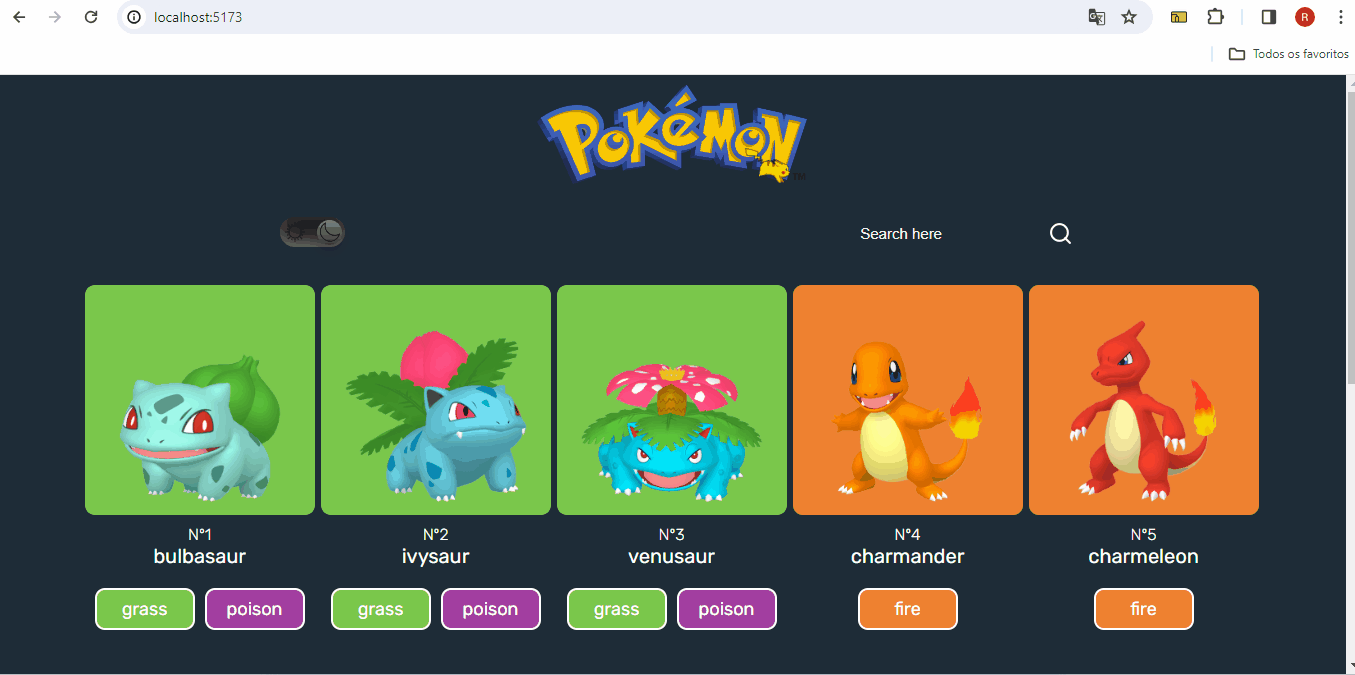 localhost:5173
R
Todos os favoritos
POKéMON
Search here
N°1
bulbasaur
grass poison
N°2
ivysaur
grass poison
N°3
venusaur
grass poison
N°4
charmander
fire
N°5
charmeleon
fire